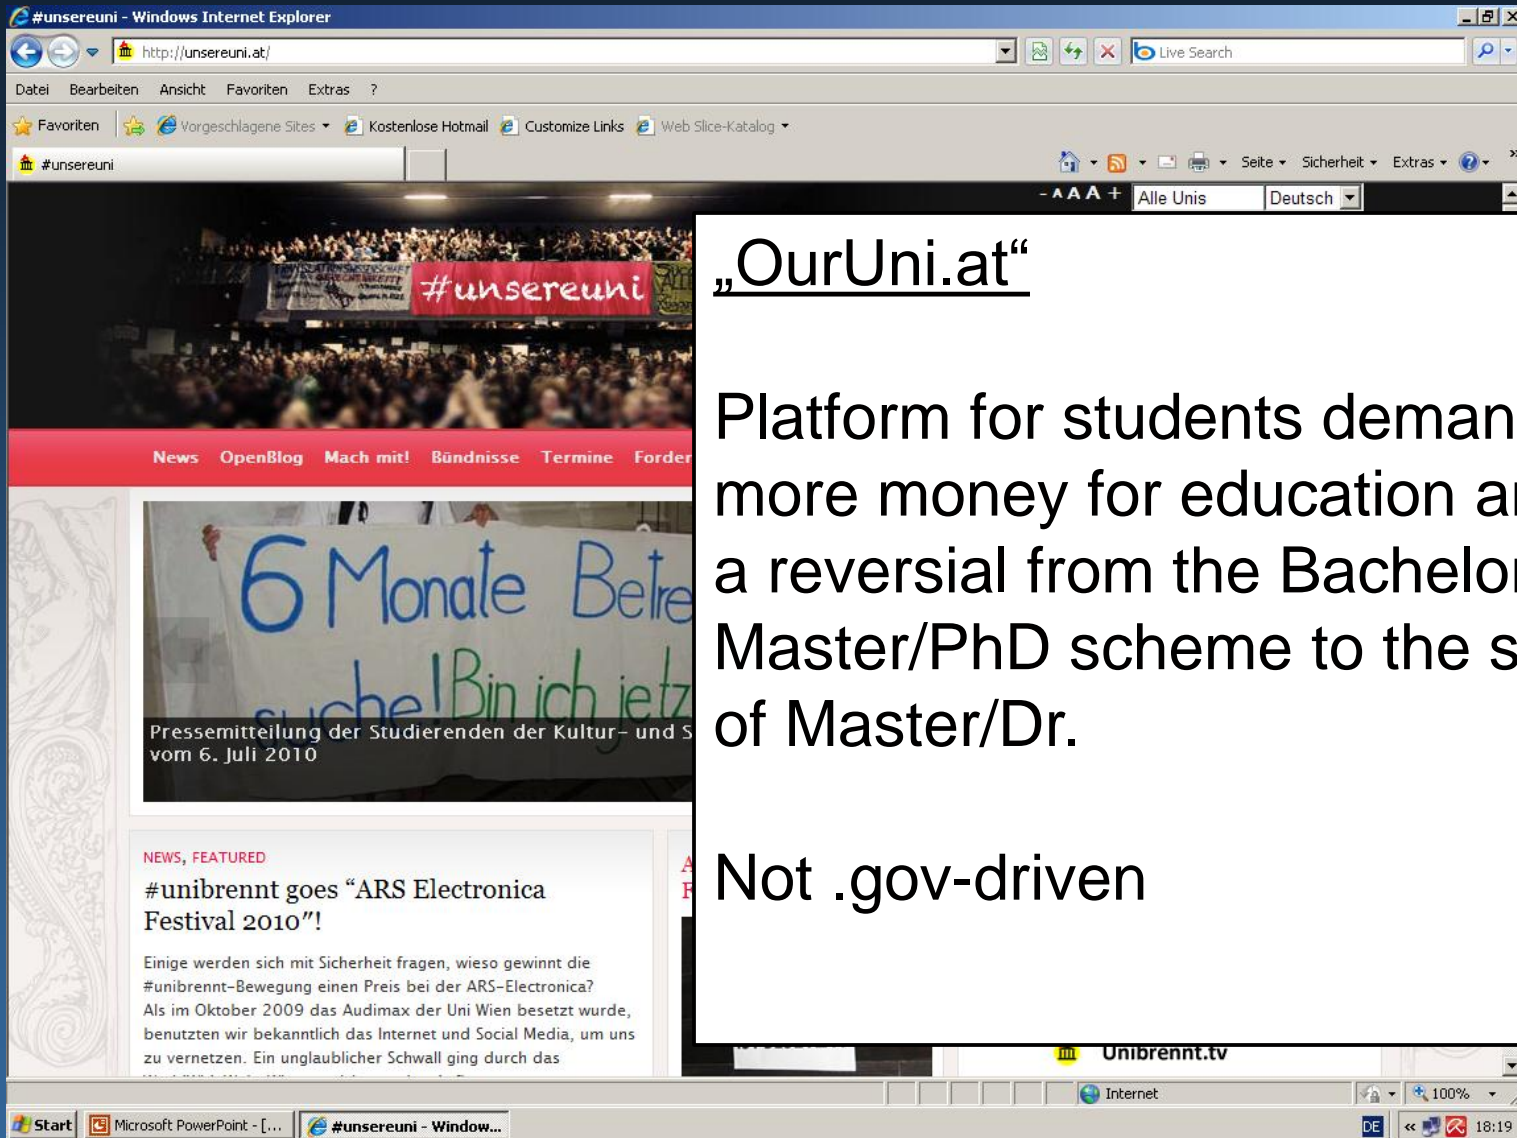 #unsereuni - Windows Internet Explorer
http://unsereuni.at/
Live Search
Datei Bearbeiten Ansicht Favoriten Extras ?
Favoriten Vorgeschlagene Sites Kostenlose Hotmail Customize Links Web Slice-Katalog
#unsereuni
Seite Sicherheit Extras
- A A A +
Alle Unis
Deutsch
#unsereuni
„OurUni.at“
Platform for students deman
more money for education a
a reversial from the Bachelor
Master/PhD scheme to the s
of Master/Dr.
Not .gov-driven
News OpenBlog Mach mit! Bündnisse Termine Forder
6 Monate Betre
suche! Bin ich jetz
Pressemitteilung der Studierenden der Kultur- und S
vom 6. Juli 2010
NEWS, FEATURED
#unibrennt goes “ARS Electronica
Festival 2010″!
Einige werden sich mit Sicherheit fragen, wieso gewinnt die
#unibrennt-Bewegung einen Preis bei der ARS-Electronica?
Als im Oktober 2009 das Audimax der Uni Wien besetzt wurde,
benutzten wir bekanntlich das Internet und Social Media, um uns
zu vernetzen. Ein unglaublicher Schwall ging durch das
A
F
Unibrennt.tv
Internet
100%
Start
Microsoft PowerPoint - [...
#unsereuni - Window...
DE
18:19